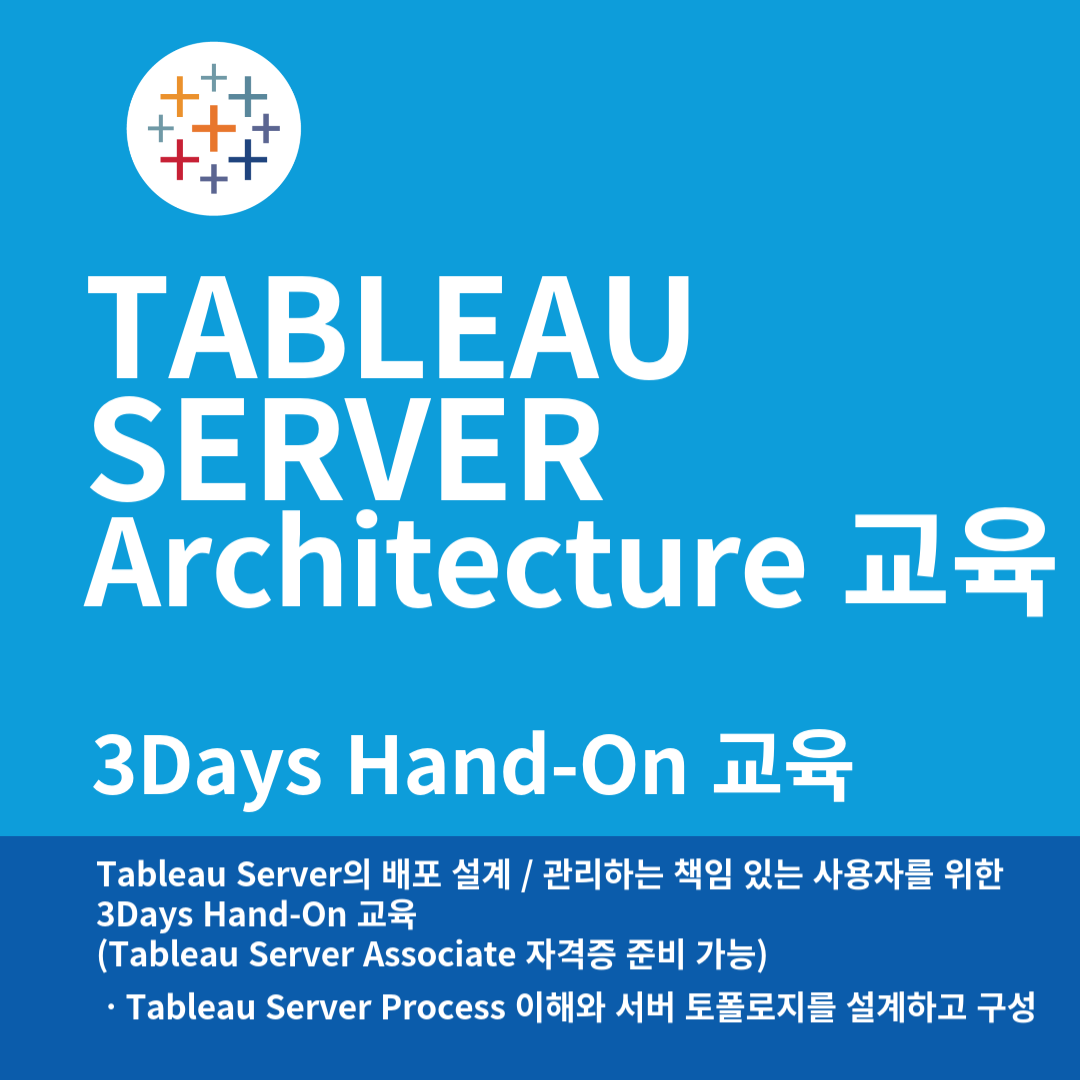 TABLEAU
SERVER
Architecture 교육
3Days Hand-On 교육
Tableau Server의 배포 설계 / 관리하는 책임 있는 사용자를 위한
3Days Hand-On 교육
(Tableau Server Associate 자격증 준비 가능)
· Tableau Server Process 이해와 서버 토폴로지를 설계하고 구성